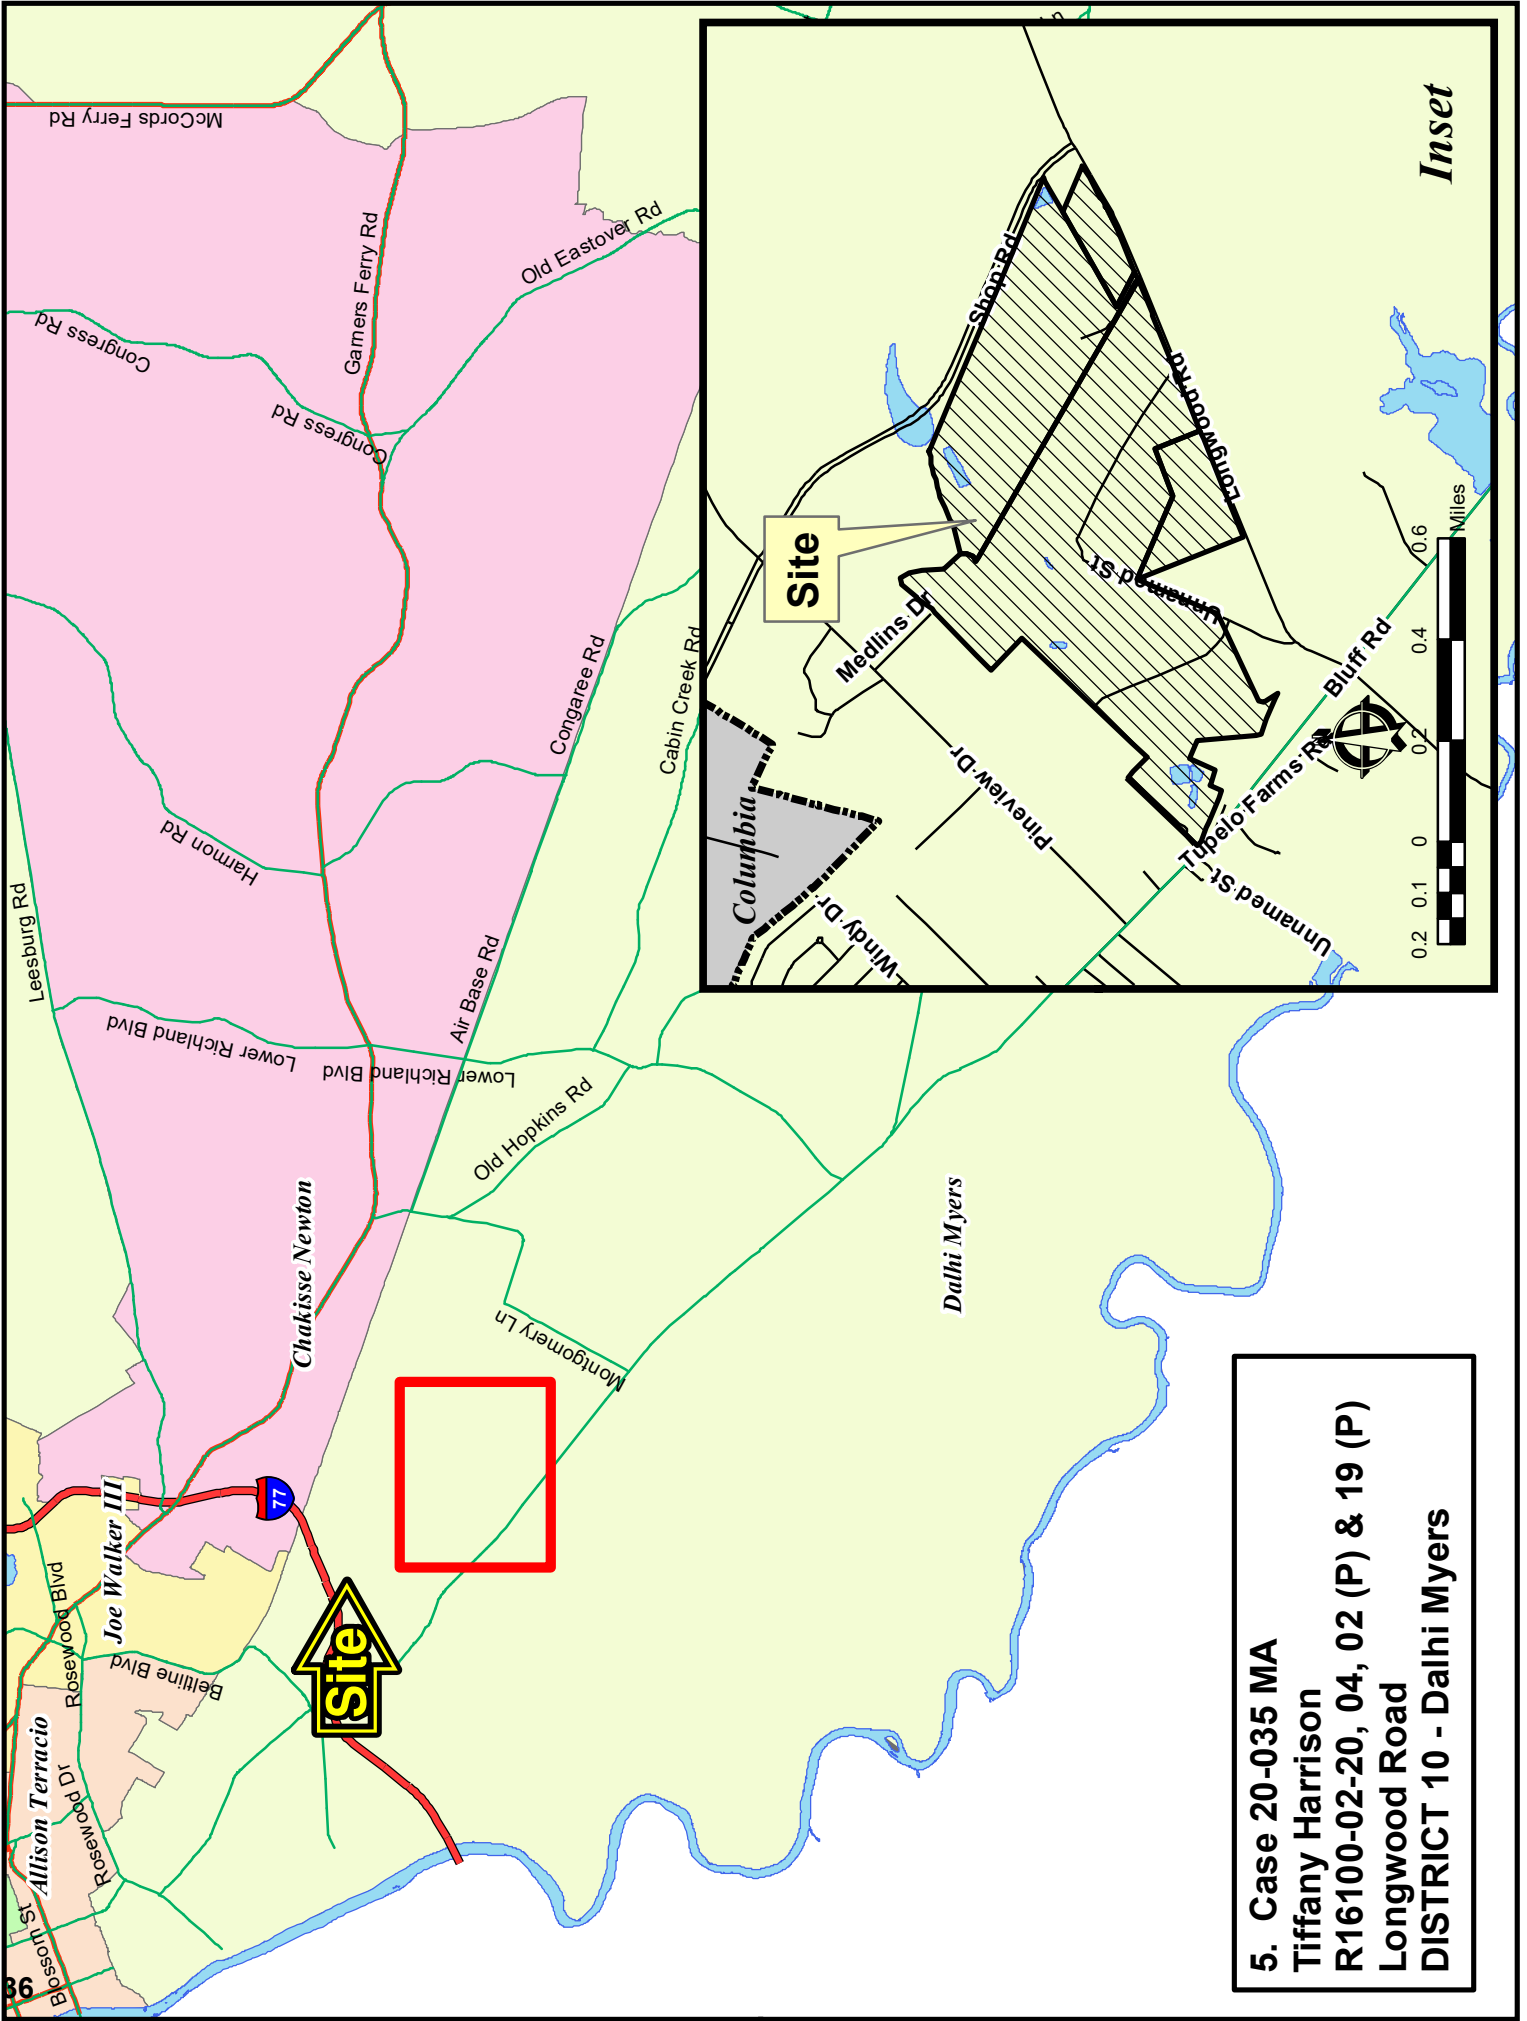 Blossom St
Allison Terracio
Rosewood Dr
Rosewood Blvd
Beltline Blvd
Joe Walker III
77
Site
Chakisse Newton
Leesburg Rd
Lower Richland Blvd
Lower Richland Blvd
Harmon Rd
Congress Rd
Congress Rd
McCords Ferry Rd
Garners Ferry Rd
Old Eastover Rd
Air Base Rd
Congaree Rd
Cabin Creek Rd
Old Hopkins Rd
Montgomery Ln
Dalhi Myers
Inset
Columbia
Windy Dr
Pineview Dr
Medlins Dr
Site
Shop Rd
Longwood Rd
Unnamed St
Bluff Rd
Tupelo Farms Rd
Unnamed St
0.2 0.1 0 0.2 0.4 0.6
Miles
5. Case 20-035 MA
Tiffany Harrison
R16100-02-20, 04, 02 (P) & 19 (P)
Longwood Road
DISTRICT 10 - Dalhi Myers